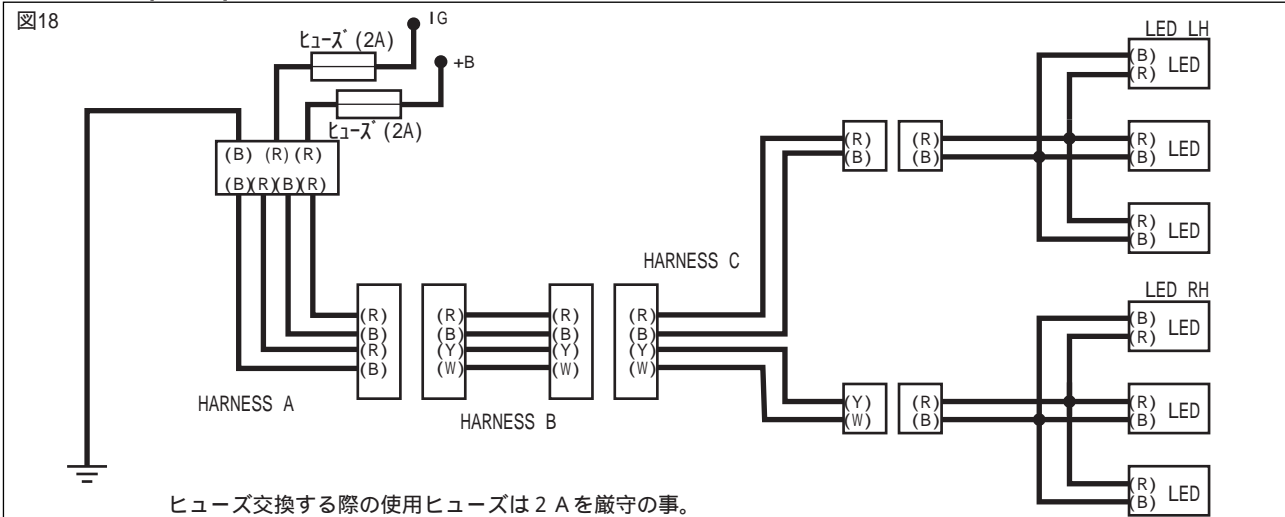 図18
ヒューズ (2A)
IG
+B
ヒューズ (2A)
(B) (R) (R)
(B)(R)(B)(R)
HARNESS A
(R)
(B)
(R)
(B)
(R)
(B)
(Y)
(W)
HARNESS B
(R)
(B)
(Y)
(W)
HARNESS C
(R)
(B)
(Y)
(W)
(R)
(B)
(R)
(B)
LED LH
(B)
(R)
LED
(R)
(B)
LED
(R)
(B)
LED
(Y)
(W)
(R)
(B)
LED RH
(B)
(R)
LED
(R)
(B)
LED
(R)
(B)
LED
ヒューズ交換する際の使用ヒューズは2Aを厳守の事。